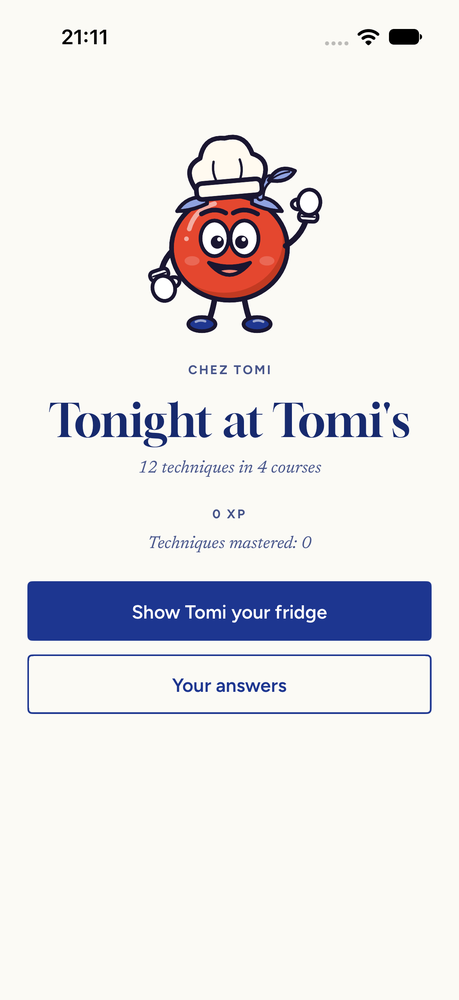 21:11
CHEZ TOMI
Tonight at Tomi's
12 techniques in 4 courses
0 XP
Techniques mastered: 0
Show Tomi your fridge
Your answers